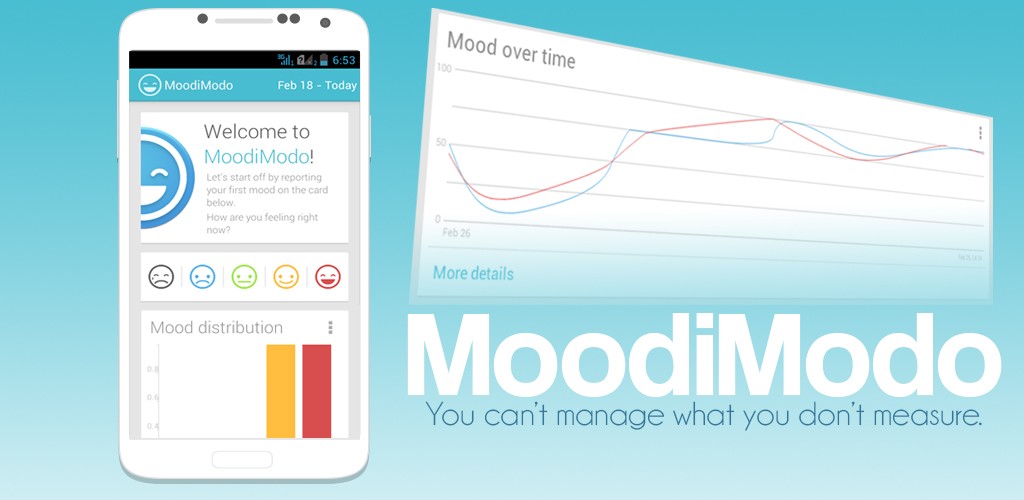 6:53
MoodiModo
Feb 18 - Today
Welcome to
MoodiModo!
Let's start off by reporting
your first mood on the card
below.
How are you feeling right
now?
Mood distribution
0.8
0.6
0.4
Mood over time
100
50
0
Feb 26
More details
MoodiModo
You can't manage what you don't measure.